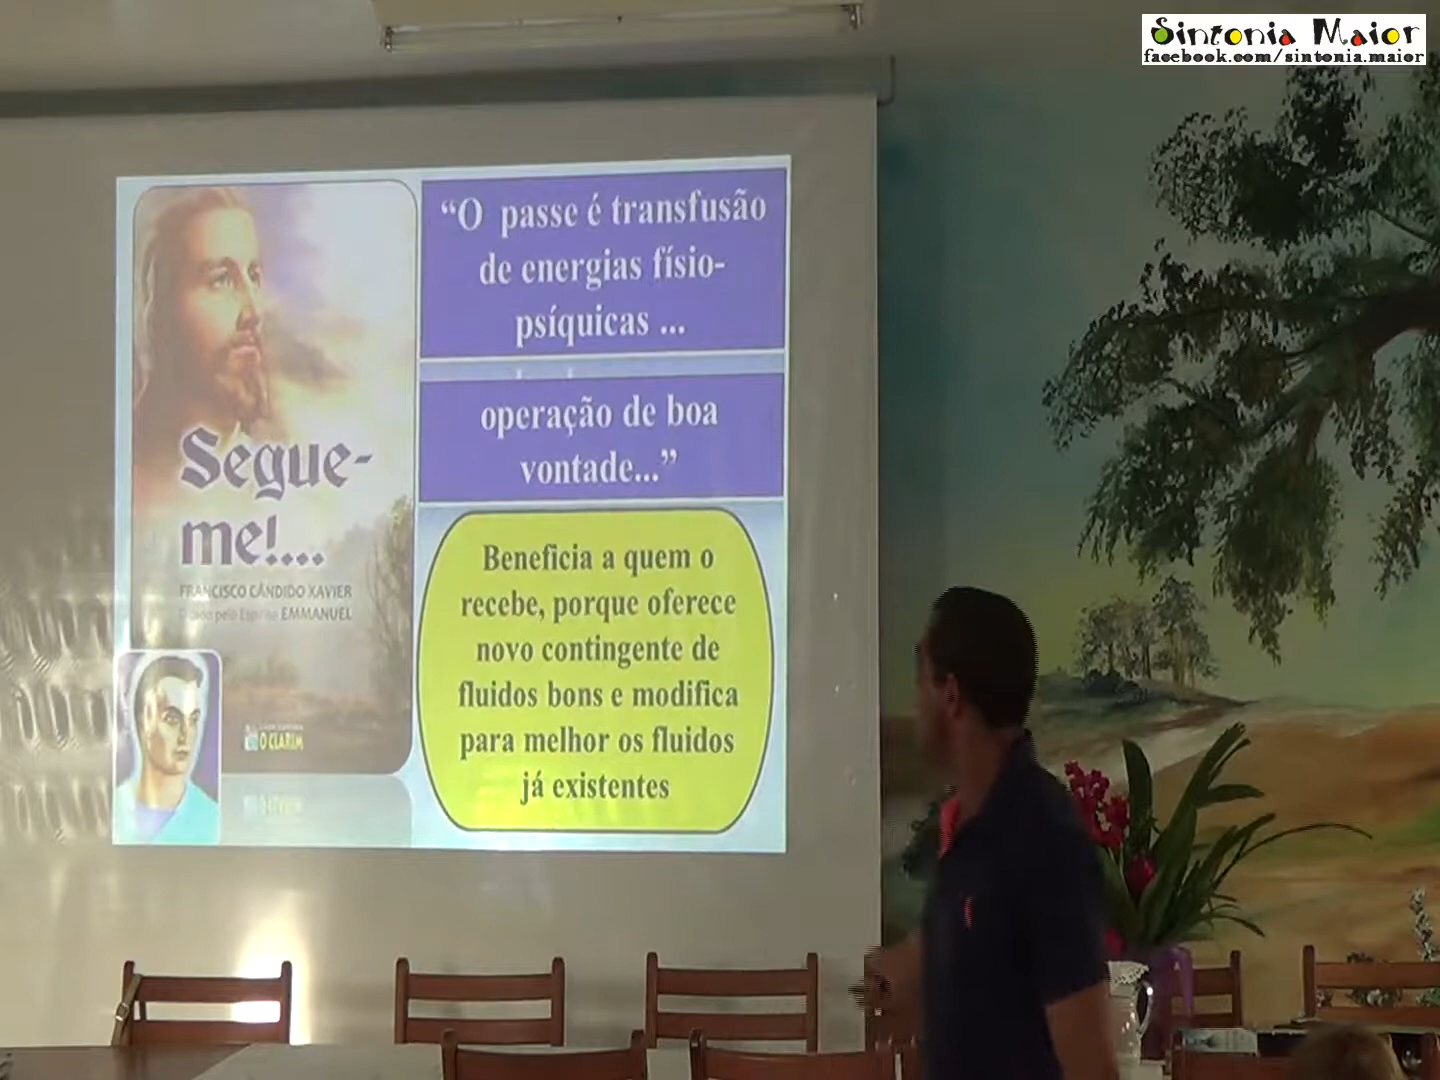 Sintonia Maior
facebook.com/sintonia.maior
“O passe é transfusão
de energias físio-
psíquicas ...
operação de boa
vontade...”
Segue-
me!...
FRANCISCO CÂNDIDO XAVIER
pelo Espírito EMMANUEL
O CLARIM
Beneficia a quem o
recebe, porque oferece
novo contingente de
fluidos bons e modifica
para melhor os fluidos
já existentes